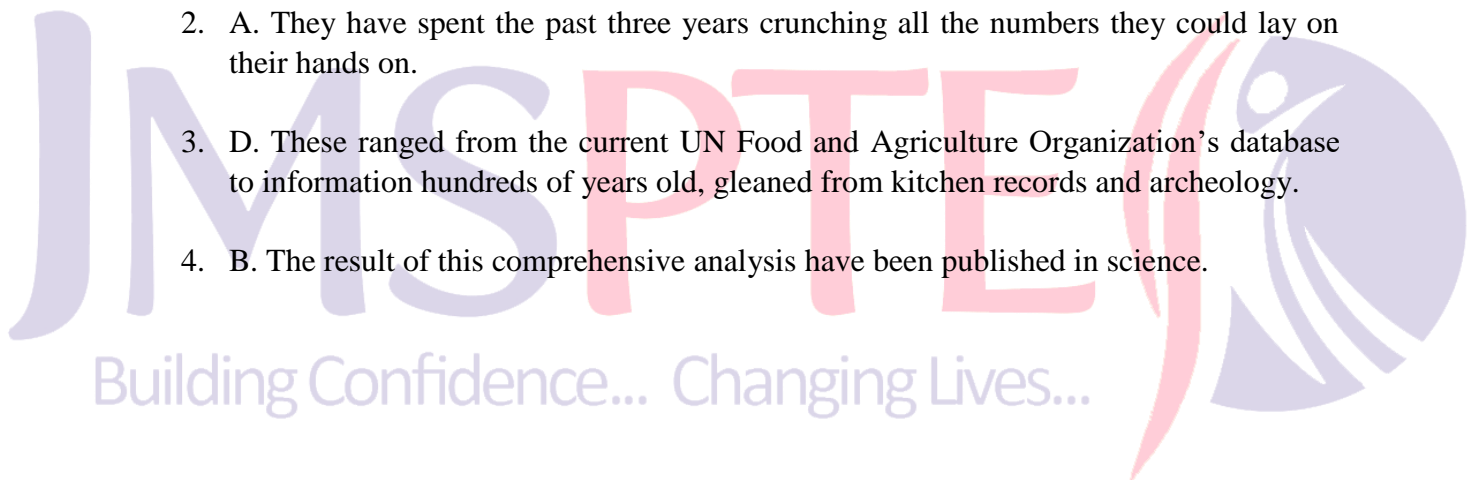 2. A. They have spent the past three years crunching all the numbers they could lay on
their hands on.
3. D. These ranged from the current UN Food and Agriculture Organization’s database
to information hundreds of years old, gleaned from kitchen records and archeology.
4. B. The result of this comprehensive analysis have been published in science.
JMSPTE
Building Confidence... Changing Lives...